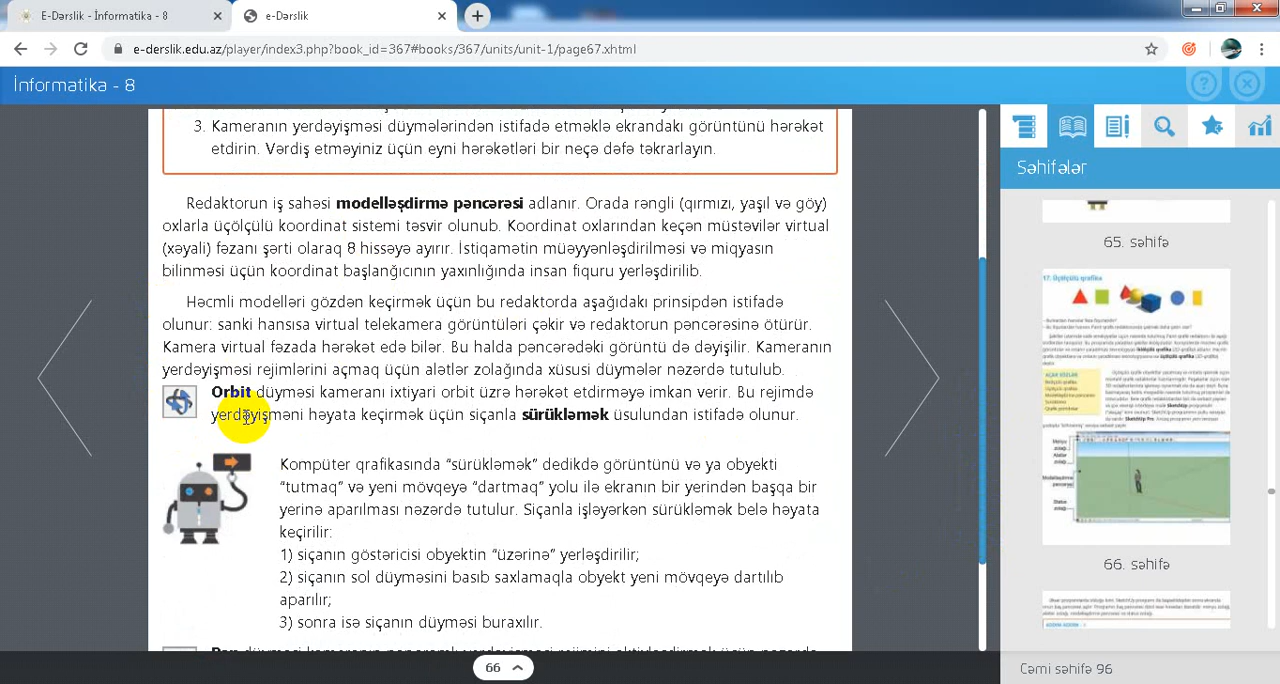 E-Dərslik - İnformatika - 8
e-Dərslik
e-derslik.edu.az/player/index3.php?book_id=367#books/367/units/unit-1/page67.xhtml
İnformatika - 8
3. Kameranın yerdəyişməsi düymələrindən istifadə etməklə ekrandakı görüntünü hərəkət
etdirin. Vərdiş etməyiniz üçün eyni hərəkətləri bir neçə dəfə təkrarlayın.
Redaktorun iş sahəsi modelləşdirmə pəncərəsi adlanır. Orada rəngli (qırmızı, yaşıl və göy)
oxlarla üçölçülü koordinat sistemi təsvir olunub. Koordinat oxlarından keçən müstəvilər virtual
(xəyali) fəzanı şərti olaraq 8 hissəyə ayırır. İstiqamətin müəyyənləşdirilməsi və miqyasın
bilinməsi üçün koordinat başlanğıcının yaxınlığında insan fiquru yerləşdirilib.
Həcmli modelləri gözdən keçirmək üçün bu redaktorda aşağıdakı prinsipdən istifadə
olunur: sanki hansısa virtual telekamera görüntüləri çəkir və redaktorun pəncərəsinə ötürür.
Kamera virtual fəzada hərəkət etdikcə pəncərədəki görüntü də dəyişilir. Kameranın
yerdəyişməsi rejimlərini açmaq üçün alətlər zolağında xüsusi düymələr nəzərdə tutulub.
Orbit düyməsi kameranı ixtiyari orbit üzrə hərəkət etdirməyə imkan verir. Bu rejimdə
yerdəyişməni həyata keçirmək üçün siçanla sürükləmək üsulundan istifadə olunur.
Kompüter qrafikasında "sürükləmək" dedikdə görüntünü və ya obyekti
"tutmaq" və yeni mövqeyə "dartmaq" yolu ilə ekranın bir yerindən başqa bir
yerinə aparılması nəzərdə tutulur. Siçanla işləyərkən sürükləmək belə həyata
keçirilir:
1) siçanın göstəricisi obyektin "üzərinə" yerləşdirilir;
2) siçanın sol düyməsini basıb saxlamaqla obyekt yeni mövqeyə dartılıb
aparılır;
3) sonra isə siçanın düyməsi buraxılır.
66
Səhifələr
65. səhifə
17. Üçölçülü qrafika
66. səhifə
Cəmi səhifə 96